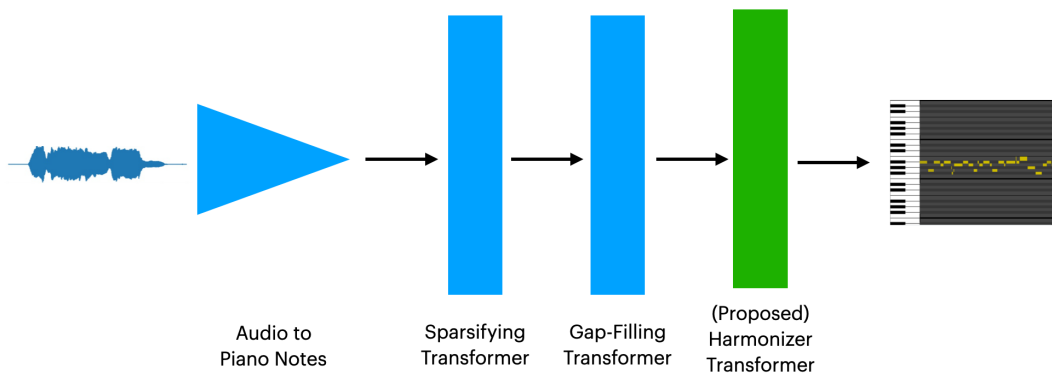 Audio to
Piano Notes
Sparsifying
Transformer
Gap-Filling
Transformer
(Proposed)
Harmonizer
Transformer